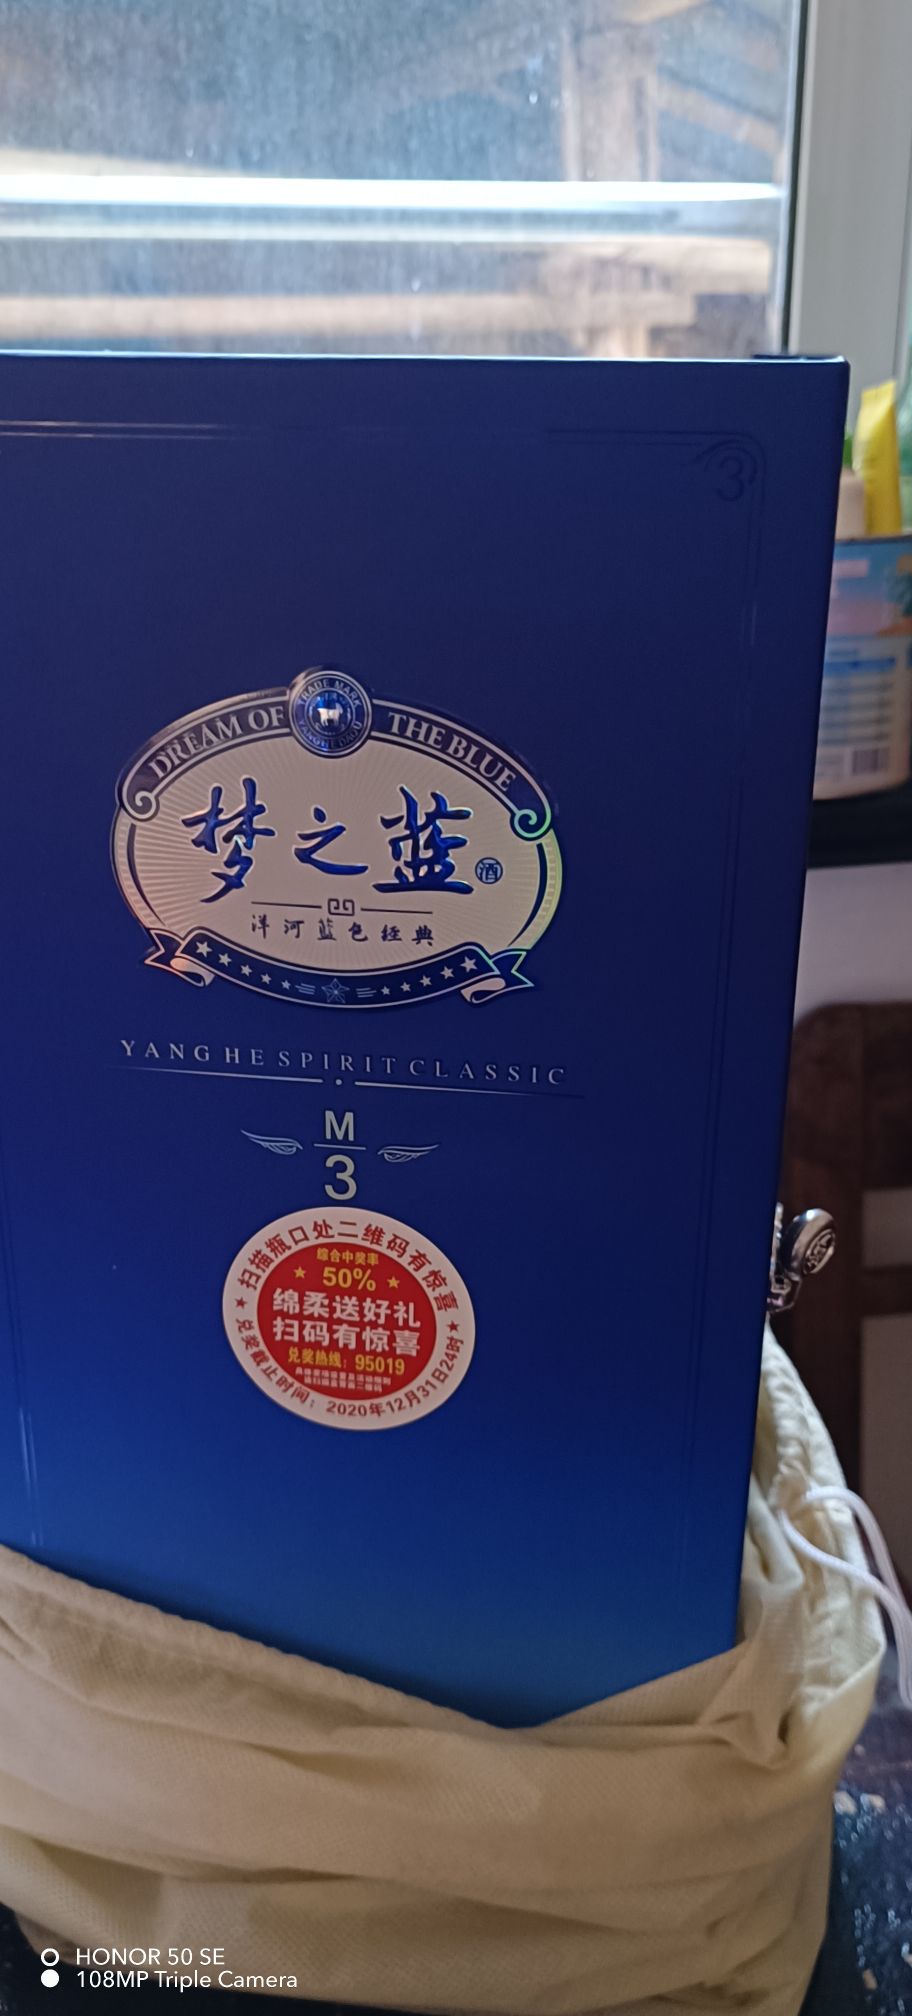 3
TRADE MARK
DREAM OF THE BLUE
梦之蓝
酒
洋河蓝色经典
YANGHE SPIRIT CLASSIC
M
3
扫描瓶口处二维码有惊喜
综合中奖率
50%
绵柔送好礼
扫码有惊喜
兑奖热线：95019
兑奖截止时间：2020年12月31日24时
HONOR 50 SE
108MP Triple Camera